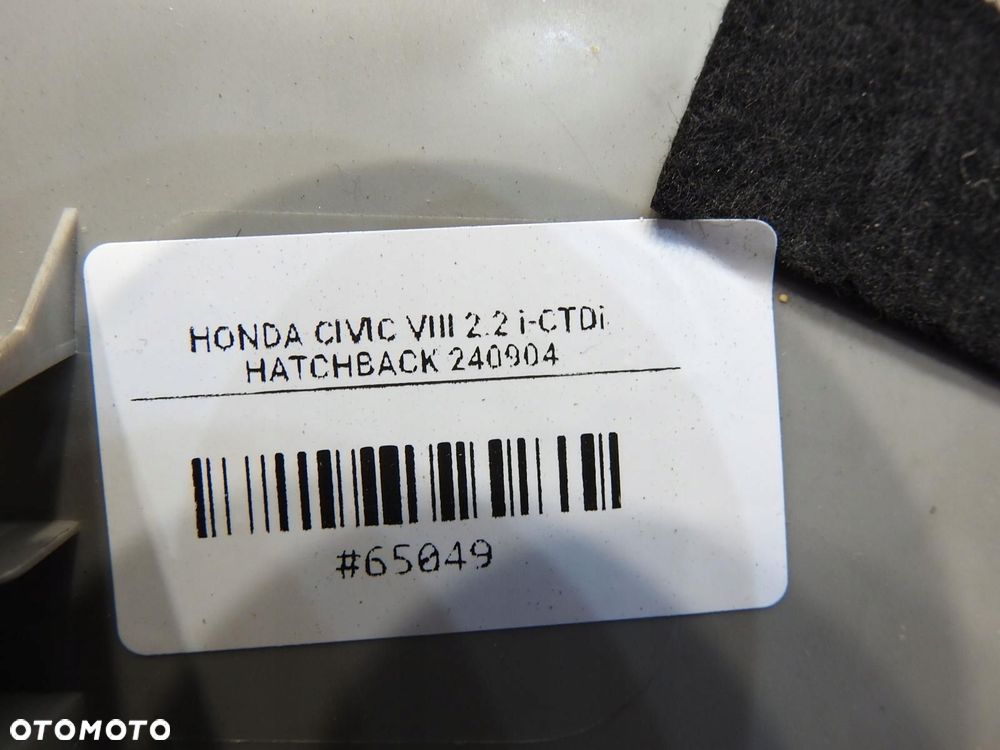 HONDA CIVIC VIII 2.2 i-CTDi
HATCHBACK 240904
#65049
OTOMOTO